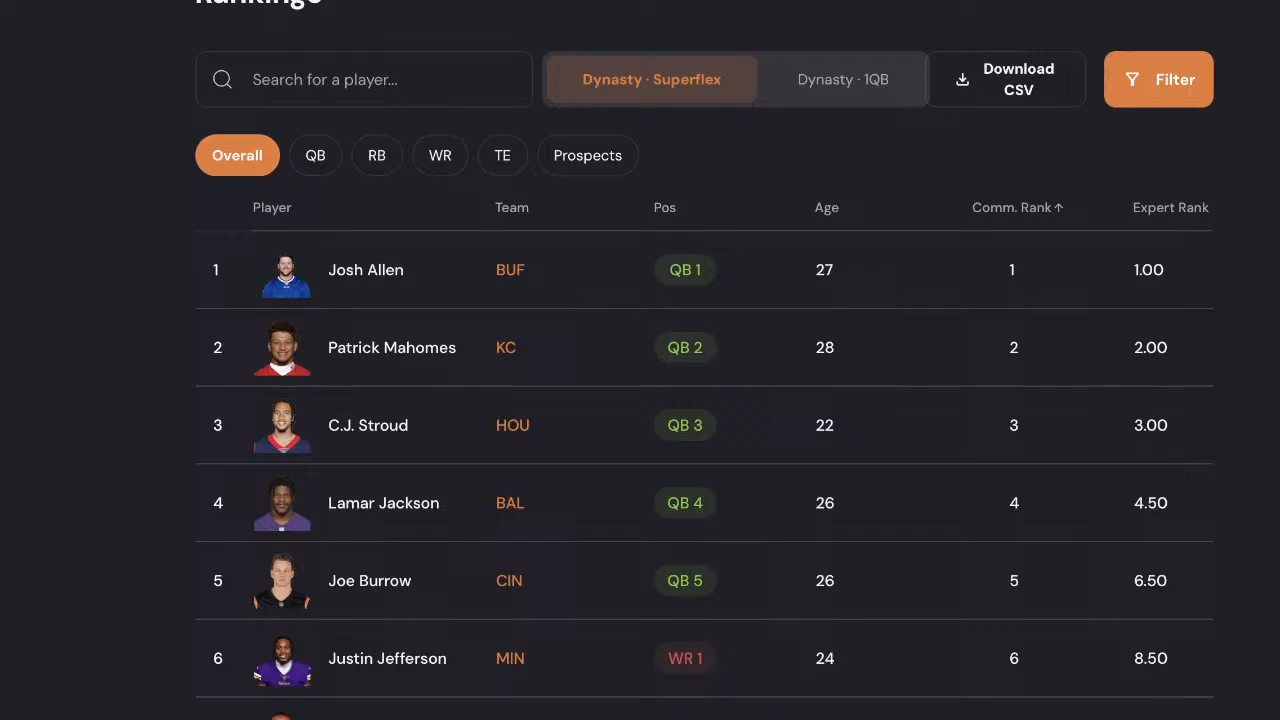 Rankings
Search for a player...
Dynasty · Superflex
Dynasty · 1QB
Download
CSV
Filter
Overall
QB
RB
WR
TE
Prospects
Player Team Pos Age Comm. Rank↑ Expert Rank
1 Josh Allen BUF QB 1 27 1 1.00
2 Patrick Mahomes KC QB 2 28 2 2.00
3 C.J. Stroud HOU QB 3 22 3 3.00
4 Lamar Jackson BAL QB 4 26 4 4.50
5 Joe Burrow CIN QB 5 26 5 6.50
6 Justin Jefferson MIN WR 1 24 6 8.50